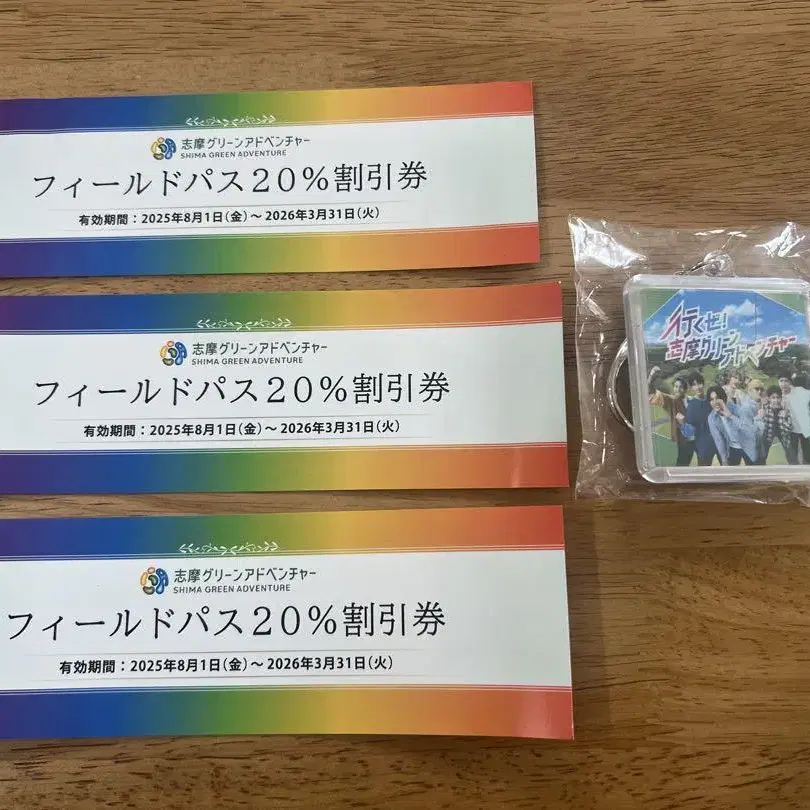 志摩グリーンアドベンチャー
SHIMA GREEN ADVENTURE
フィールドパス20%割引券
有効期間：2025年8月1日(金)～2026年3月31日(火)
志摩グリーンアドベンチャー
SHIMA GREEN ADVENTURE
フィールドパス20%割引券
有効期間：2025年8月1日(金)～2026年3月31日(火)
行くぜ!
志摩グリーン
アドベンチャー
志摩グリーンアドベンチャー
SHIMA GREEN ADVENTURE
フィールドパス20%割引券
有効期間：2025年8月1日(金)～2026年3月31日(火)